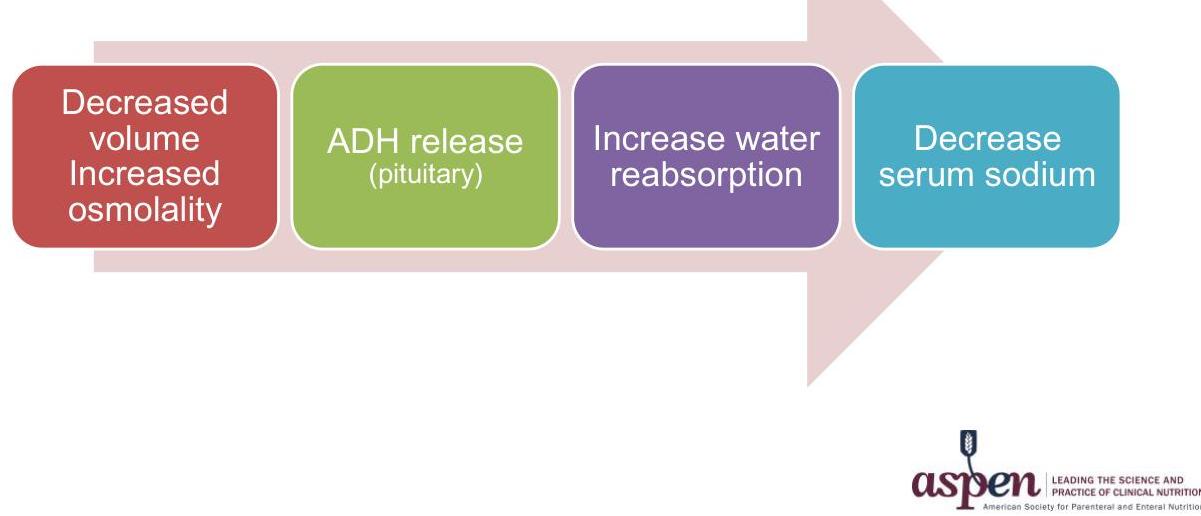 Decreased
volume
Increased
osmolality
ADH release
(pituitary)
Increase water
reabsorption
Decrease
serum sodium
aspen
LEADING THE SCIENCE AND
PRACTICE OF CLINICAL NUTRITION
American Society for Parenteral and Enteral Nutrition